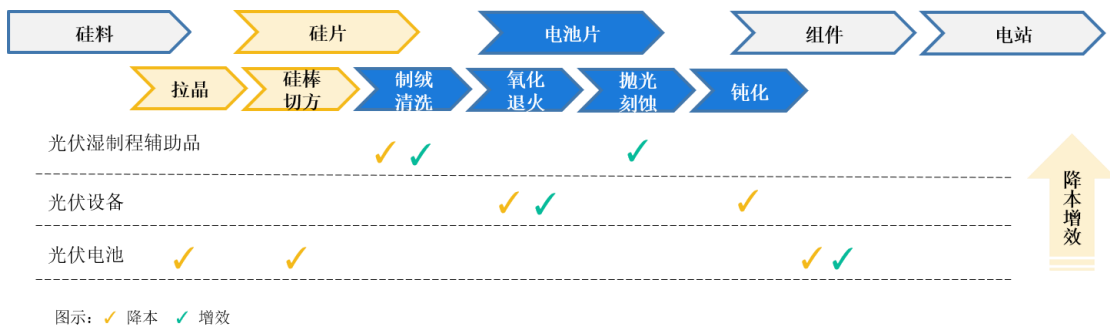 硅料
硅片
电池片
组件
电站
拉晶
硅棒
切方
制绒
清洗
氧化
退火
抛光
刻蚀
钝化
光伏湿制程辅助品
光伏设备
光伏电池
降本增效
图示： 降本 增效